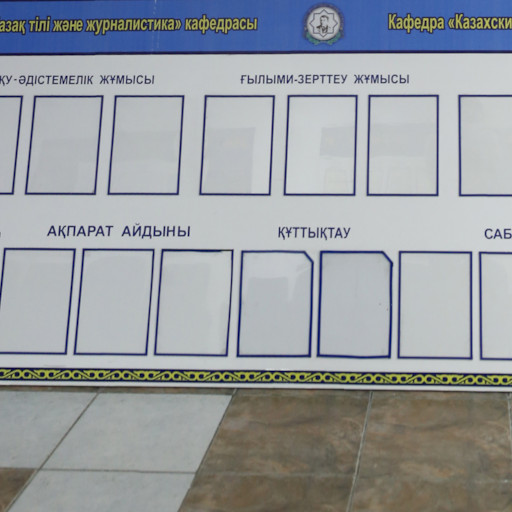 азақ тілі және журналистика» кафедрасы
Кафедра «Казахски
ҚУ-ӘДІСТЕМЕЛІК ЖҰМЫСЫ
ҒЫЛЫМИ-ЗЕРТТЕУ ЖҰМЫСЫ
АҚПАРАТ АЙДЫНЫ
ҚҰТТЫҚТАУ
САБ